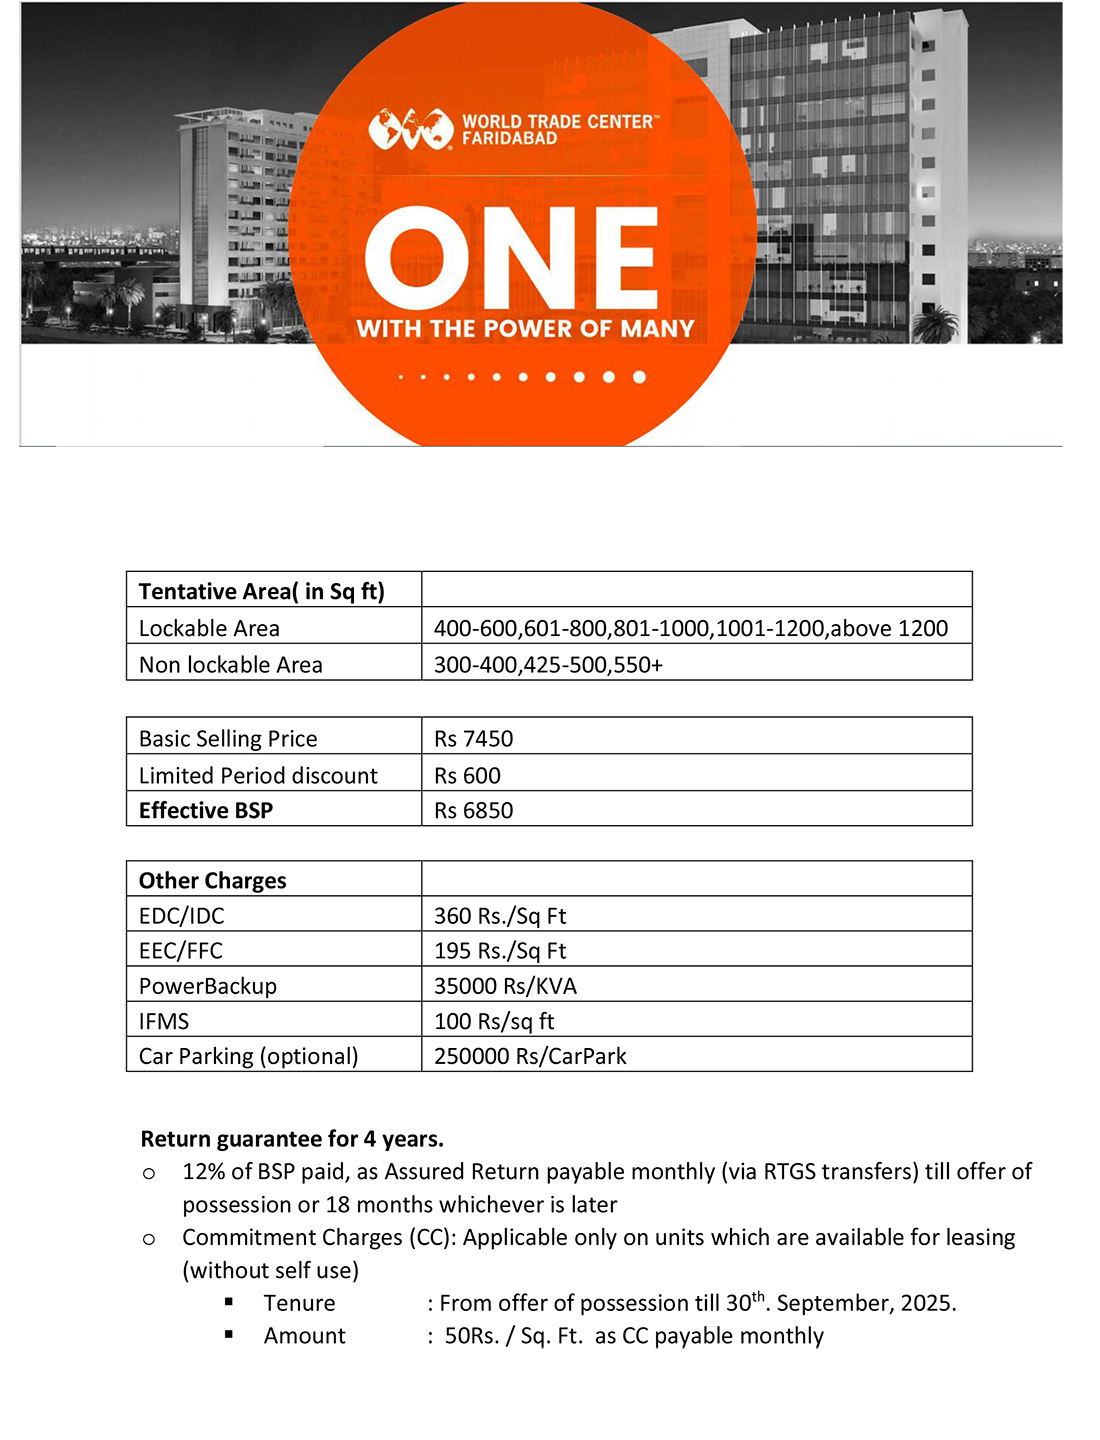 WORLD TRADE CENTER™
FARIDABAD
ONE
WITH THE POWER OF MANY
Tentative Area( in Sq ft)
Lockable Area 400-600,601-800,801-1000,1001-1200,above 1200
Non lockable Area 300-400,425-500,550+
Basic Selling Price Rs 7450
Limited Period discount Rs 600
Effective BSP Rs 6850
Other Charges
EDC/IDC 360 Rs./Sq Ft
EEC/FFC 195 Rs./Sq Ft
PowerBackup 35000 Rs/KVA
IFMS 100 Rs/sq ft
Car Parking (optional) 250000 Rs/CarPark
Return guarantee for 4 years.
o 12% of BSP paid, as Assured Return payable monthly (via RTGS transfers) till offer of
possession or 18 months whichever is later
o Commitment Charges (CC): Applicable only on units which are available for leasing
(without self use)
▪ Tenure : From offer of possession till 30th. September, 2025.
▪ Amount : 50Rs. / Sq. Ft. as CC payable monthly